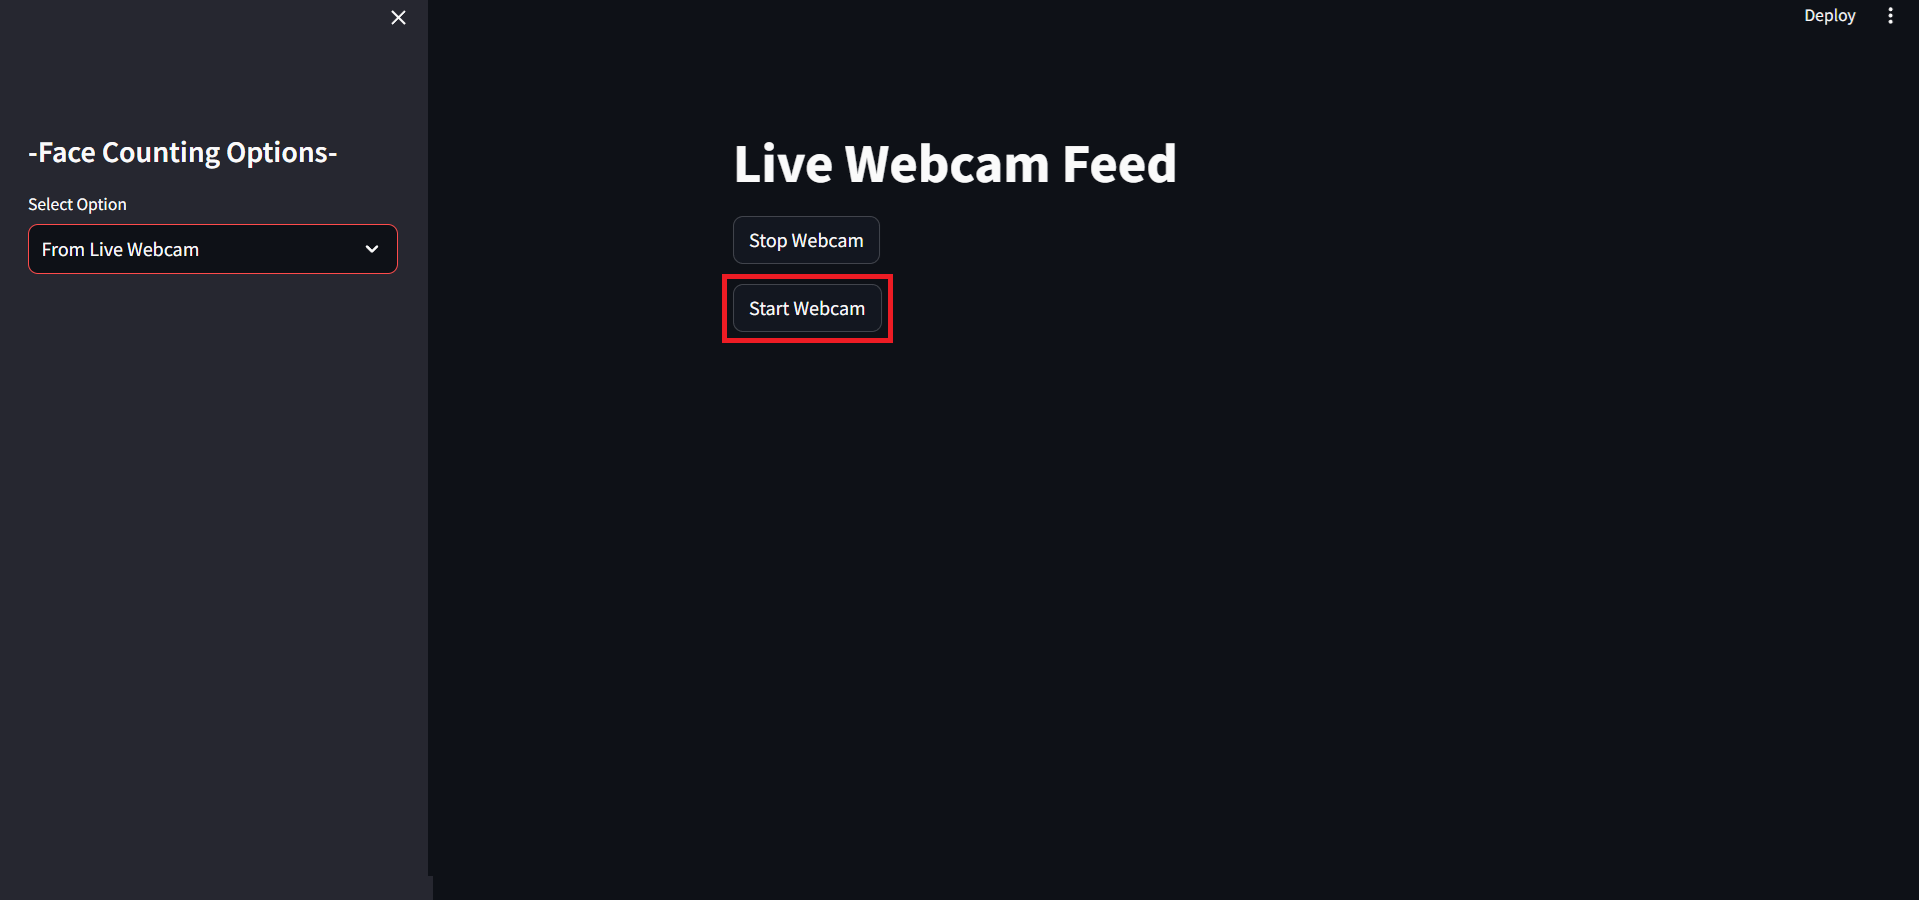 Deploy
-Face Counting Options-
Select Option
From Live Webcam
Live Webcam Feed
Stop Webcam
Start Webcam